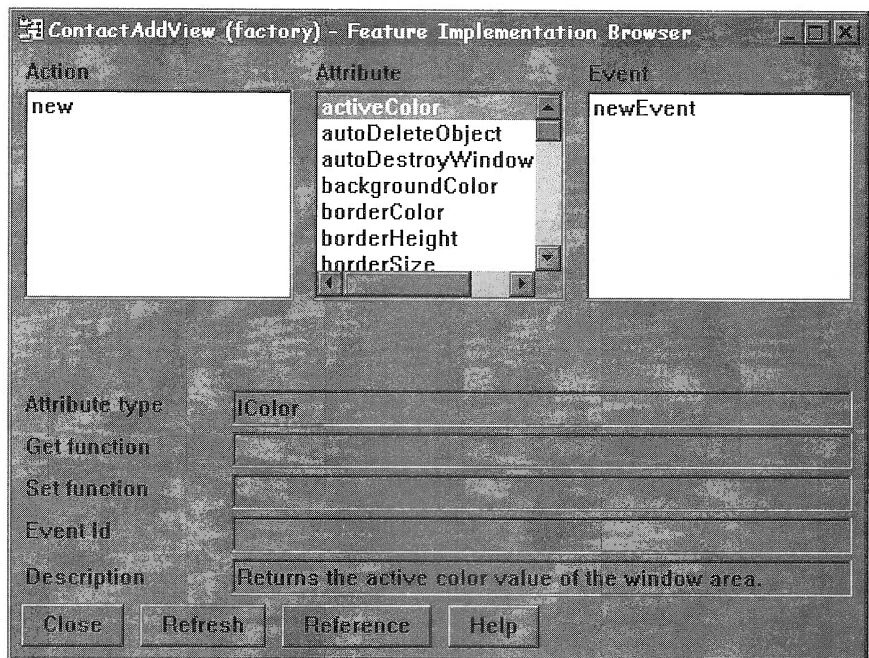 ContactAddView (factory) - Feature Implementation Browser
Action
Attribute
Event
new
activeColor
autoDeleteObject
autoDestroyWindow
backgroundColor
borderColor
borderHeight
borderSize
newEvent
Attribute type
IColor
Get function
Set function
Event Id
Description
Returns the active color value of the window area.
Close
Refresh
Reference
Help